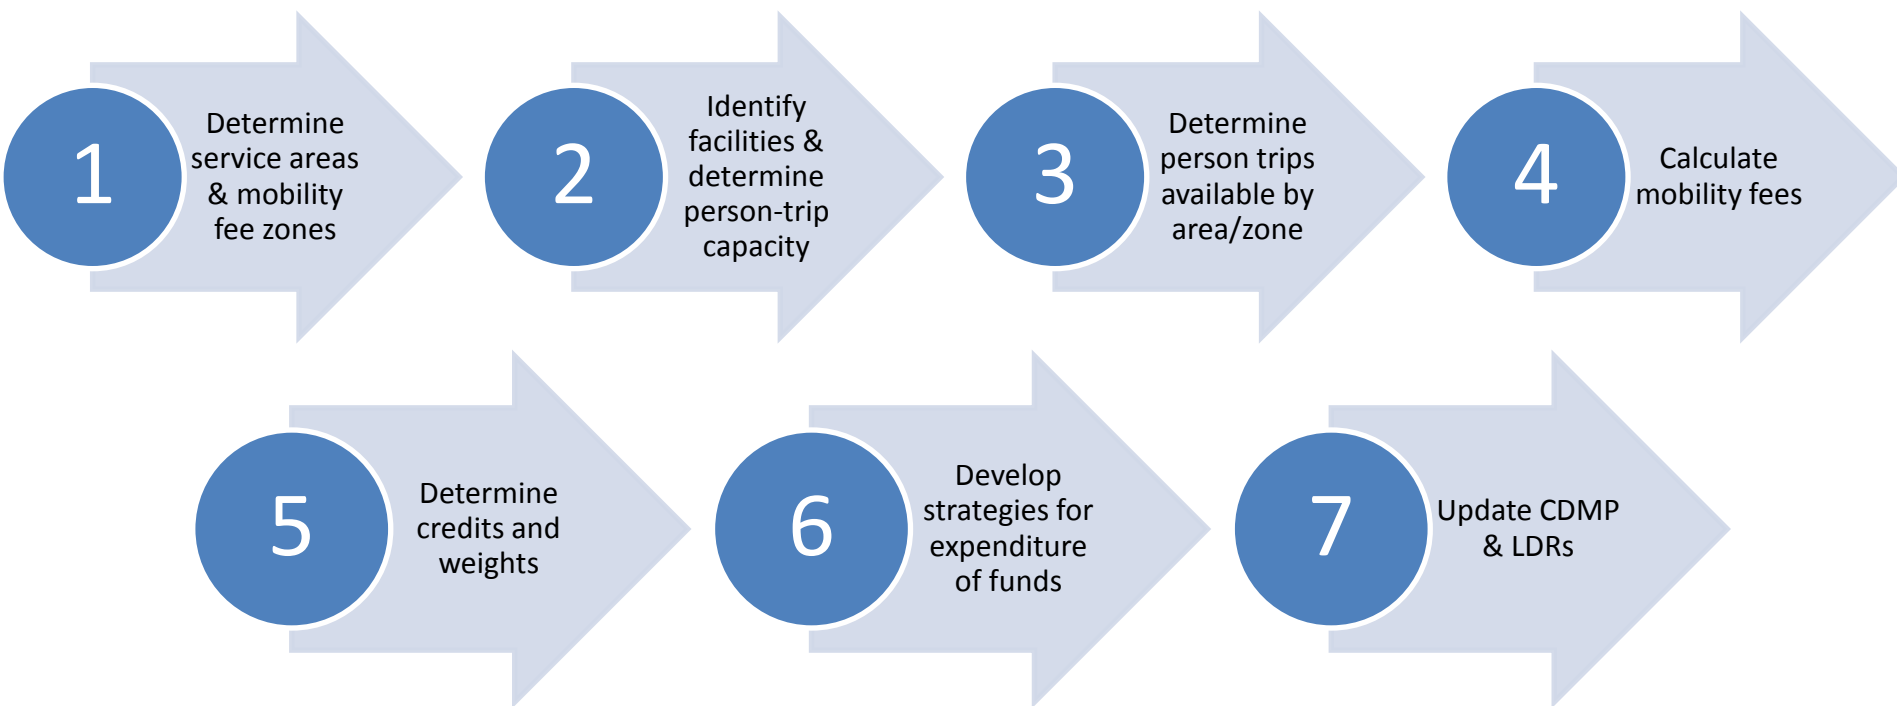 1
Determine
service areas
& mobility
fee zones
2
Identify
facilities &
determine
person-trip
capacity
3
Determine
person trips
available by
area/zone
4
Calculate
mobility fees
5
Determine
credits and
weights
6
Develop
strategies for
expenditure
of funds
7
Update CDMP
& LDRs